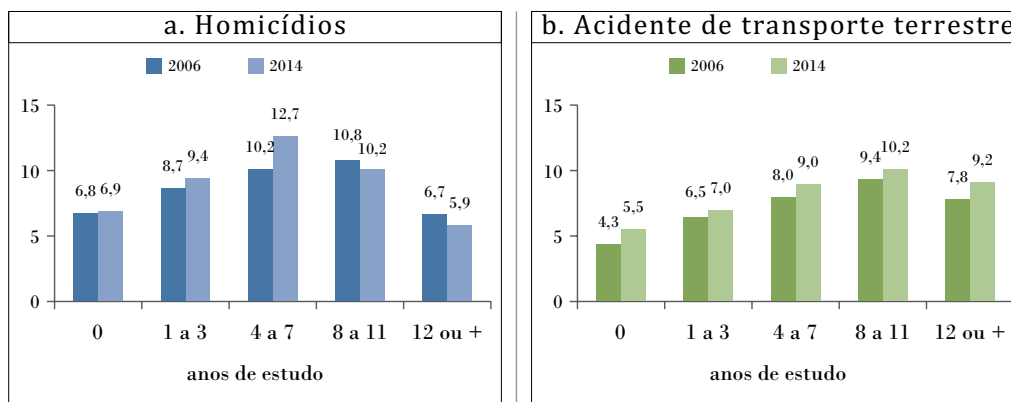 a. Homicídios
2006 2014
15
10
5
0
6,8 6,9 8,7 9,4 10,2 12,7 10,8 10,2 6,7 5,9
0 1 a 3 4 a 7 8 a 11 12 ou +
anos de estudo
b. Acidente de transporte terrestre
2006 2014
15
10
5
0
4,3 5,5 6,5 7,0 8,0 9,0 9,4 10,2 7,8 9,2
0 1 a 3 4 a 7 8 a 11 12 ou +
anos de estudo